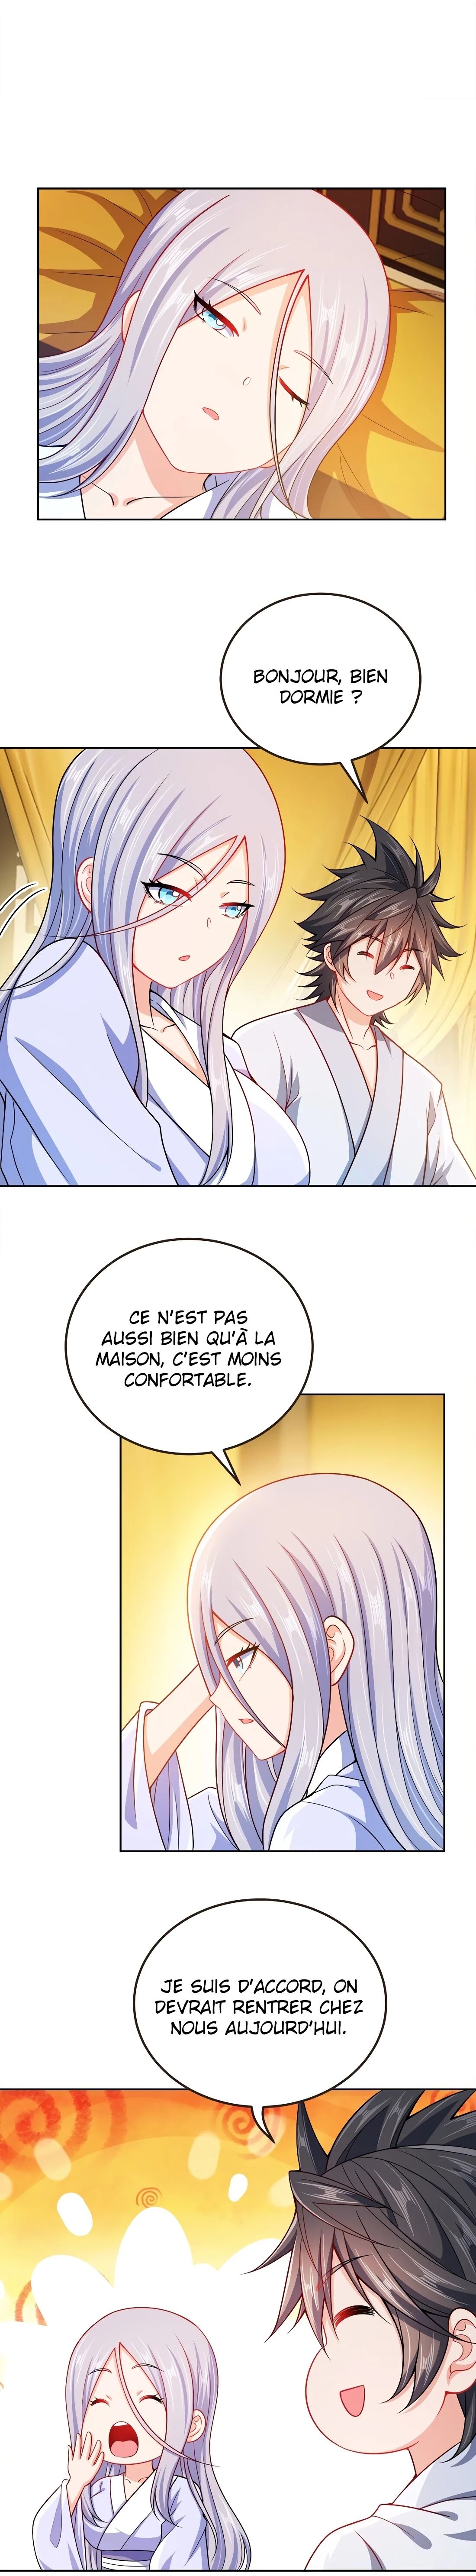 BONJOUR, BIEN
DORMIE ?
CE N'EST PAS
AUSSI BIEN QU'À LA
MAISON, C'EST MOINS
CONFORTABLE.
JE SUIS D'ACCORD, ON
DEVRAIT RENTRER CHEZ
NOUS AUJOURD'HUI.